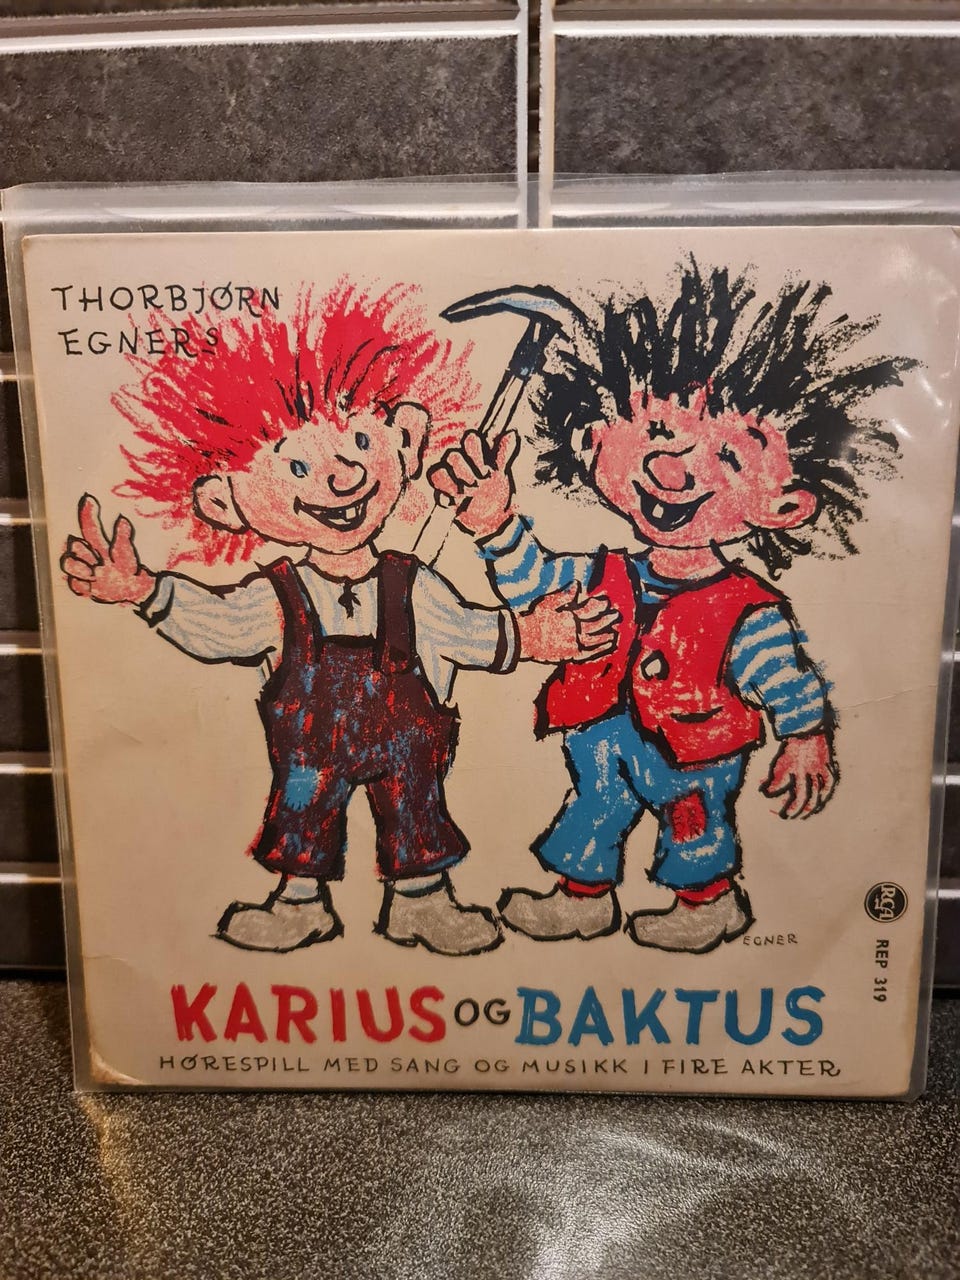 THORBJØRN
EGNERS
EGNER
RCA
REP 319
KARIUS OG BAKTUS
HØRESPILL MED SANG OG MUSIKK I FIRE AKTER